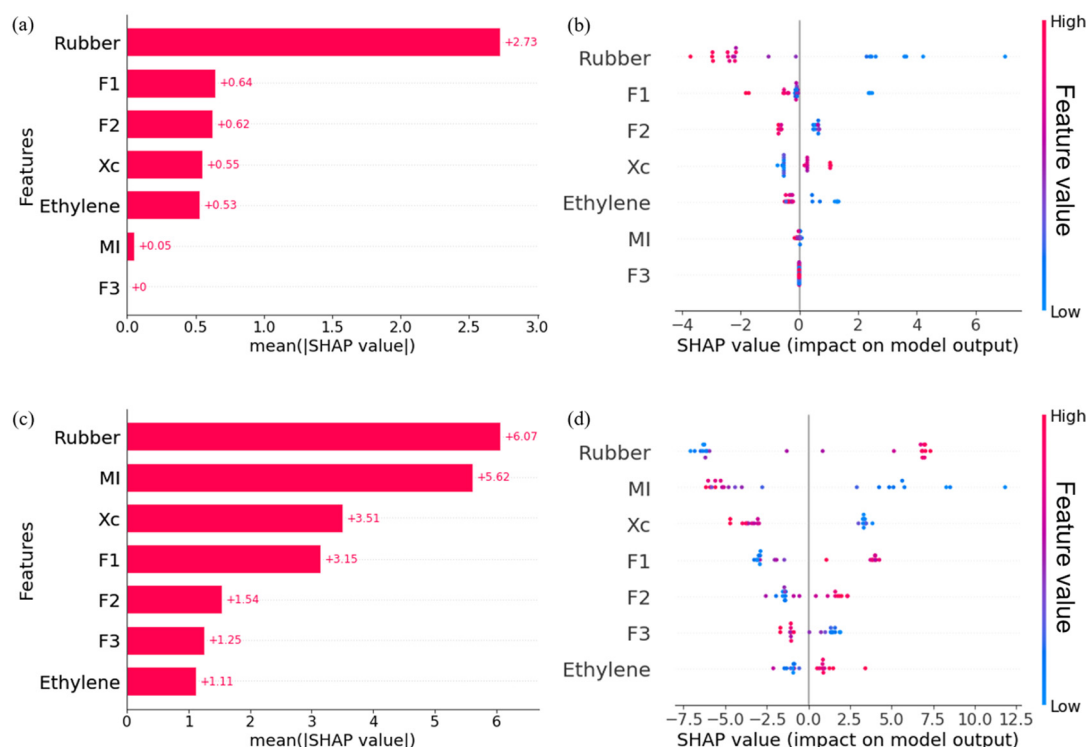 (a)
Rubber
F1
F2
Xc
Ethylene
MI
F3
Features
+2.73
+0.64
+0.62
+0.55
+0.53
+0.05
+0
0.0 0.5 1.0 1.5 2.0 2.5 3.0
mean(|SHAP value|)
(b)
Rubber
F1
F2
Xc
Ethylene
MI
F3
−4 −2 0 2 4 6
SHAP value (impact on model output)
High
Feature value
Low
(c)
Rubber
MI
Xc
F1
F2
F3
Ethylene
Features
+6.07
+5.62
+3.51
+3.15
+1.54
+1.25
+1.11
0 1 2 3 4 5 6
mean(|SHAP value|)
(d)
Rubber
MI
Xc
F1
F2
F3
Ethylene
−7.5 −5.0 −2.5 0.0 2.5 5.0 7.5 10.0 12.5
SHAP value (impact on model output)
High
Feature value
Low